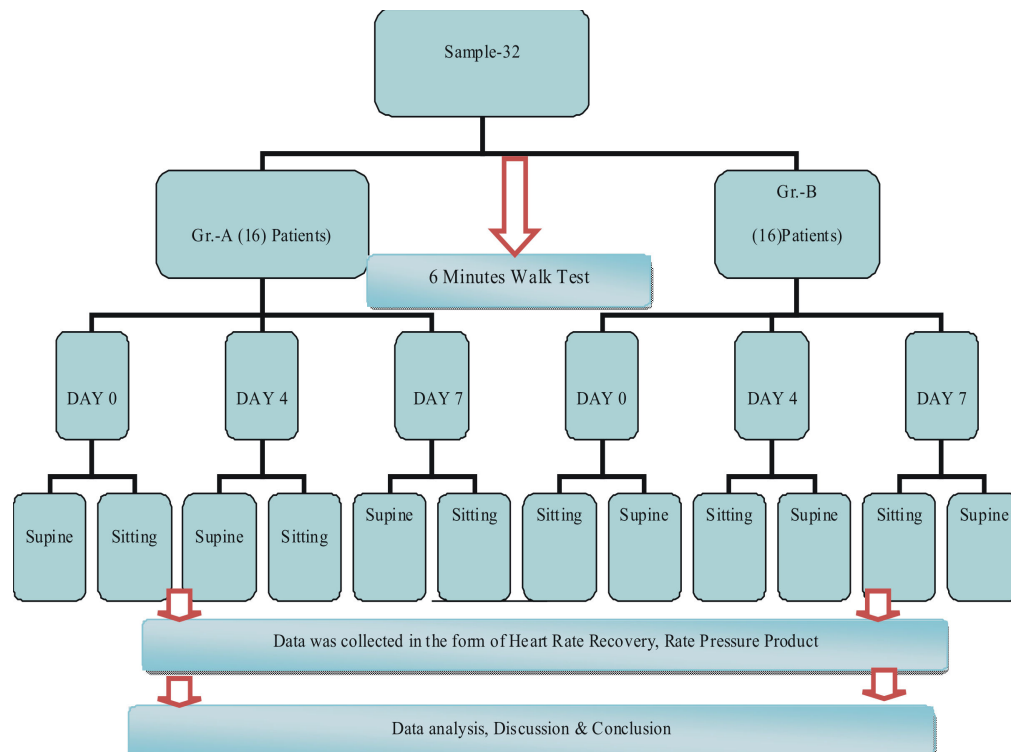 Sample-32
Gr.-A (16) Patients)
Gr.-B
(16)Patients)
6 Minutes Walk Test
DAY 0
DAY 4
DAY 7
DAY 0
DAY 4
DAY 7
Supine
Sitting
Supine
Sitting
Supine
Sitting
Sitting
Supine
Sitting
Supine
Sitting
Supine
Data was collected in the form of Heart Rate Recovery, Rate Pressure Product
Data analysis, Discussion & Conclusion